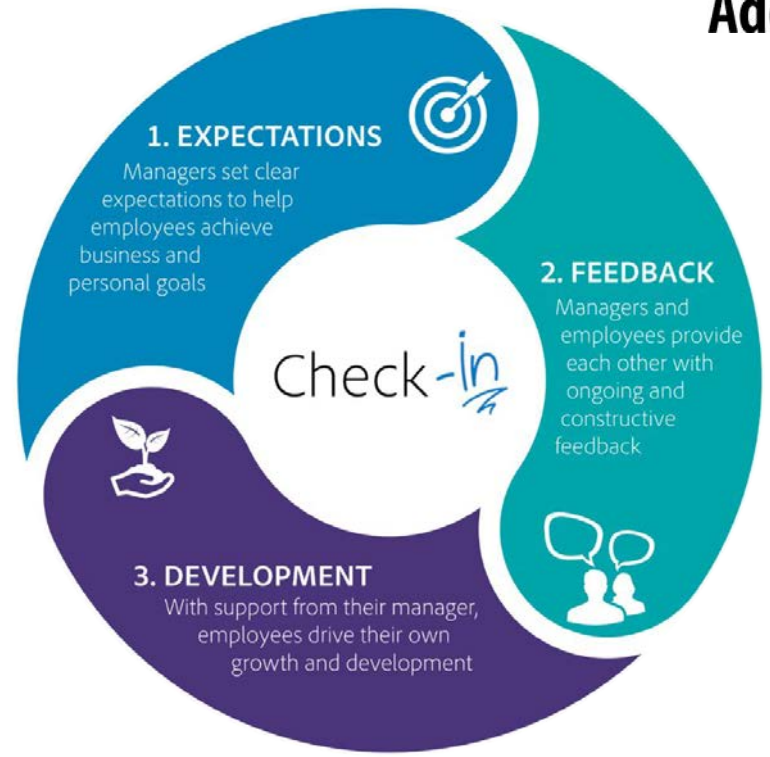 1. EXPECTATIONS
Managers set clear
expectations to help
employees achieve
business and
personal goals
2. FEEDBACK
Managers and
employees provide
each other with
ongoing and
constructive
feedback
Check-in
3. DEVELOPMENT
With support from their manager,
employees drive their own
growth and development